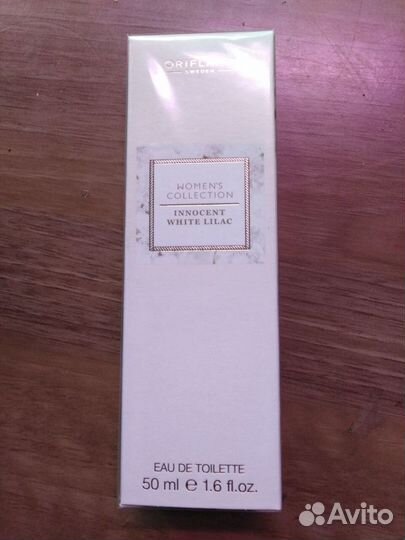 ORIFLAME
SWEDEN
WOMEN'S
COLLECTION
INNOCENT
WHITE LILAC
EAU DE TOILETTE
50 ml ℮ 1.6 fl.oz.
Avito